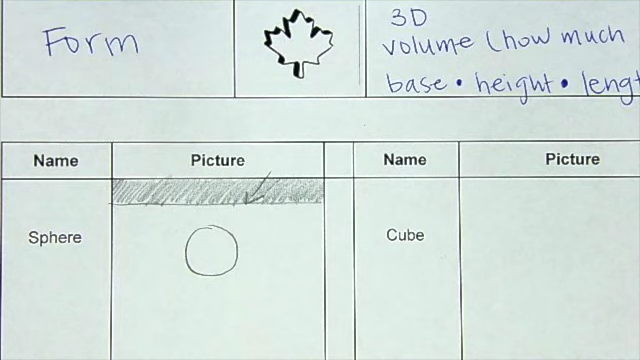 Form
3D
volume (how much
base • height • lengt
Name Picture Name Picture
Sphere Cube